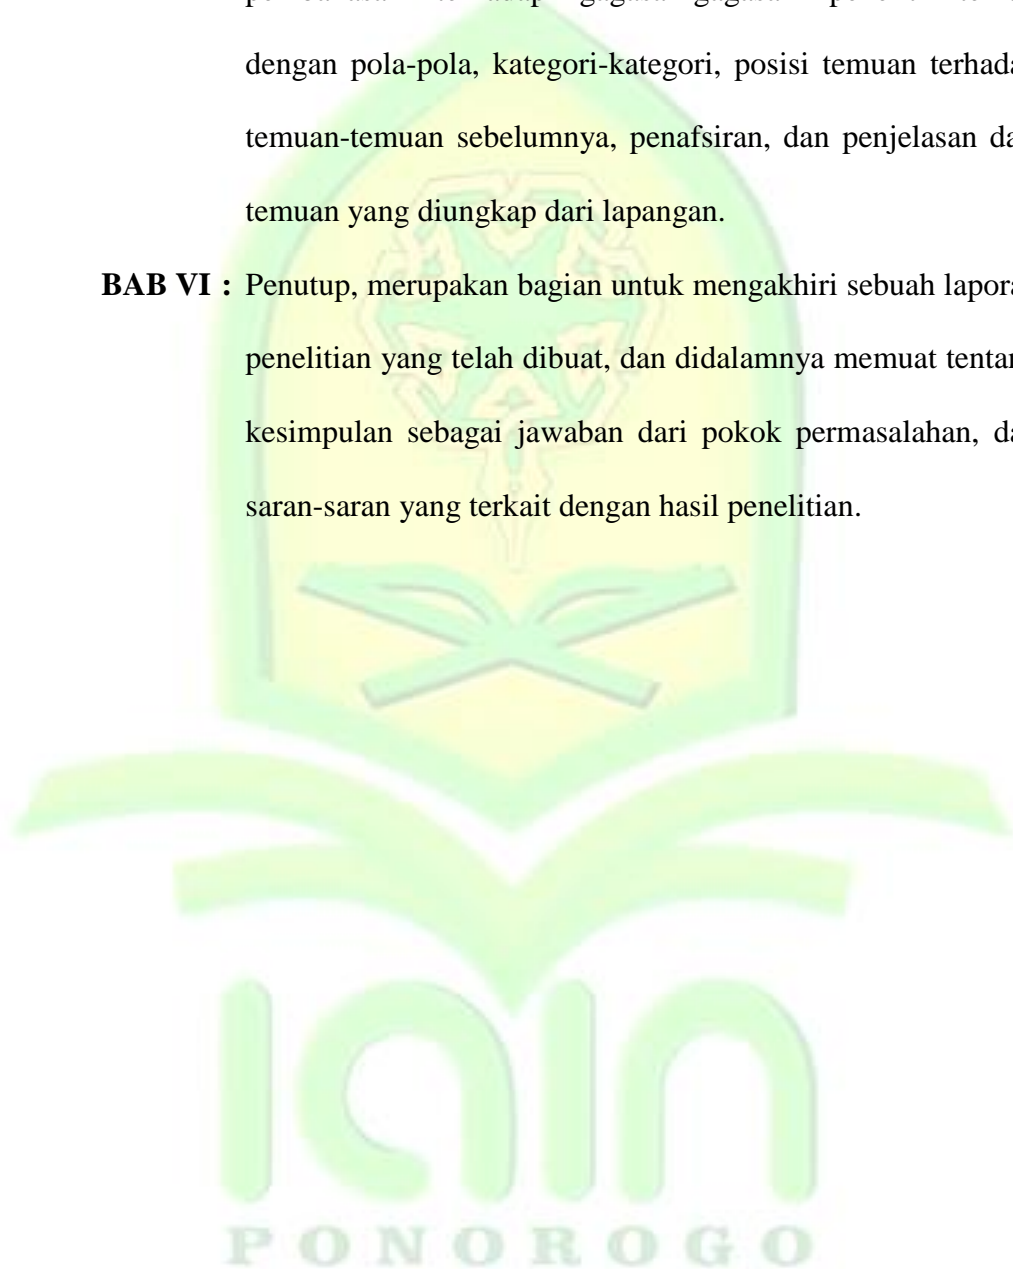 dengan pola-pola, kategori-kategori, posisi temuan terhada
temuan-temuan sebelumnya, penafsiran, dan penjelasan da
temuan yang diungkap dari lapangan.
BAB VI : Penutup, merupakan bagian untuk mengakhiri sebuah lapora
penelitian yang telah dibuat, dan didalamnya memuat tentan
kesimpulan sebagai jawaban dari pokok permasalahan, da
saran-saran yang terkait dengan hasil penelitian.
iain
PONOROGO